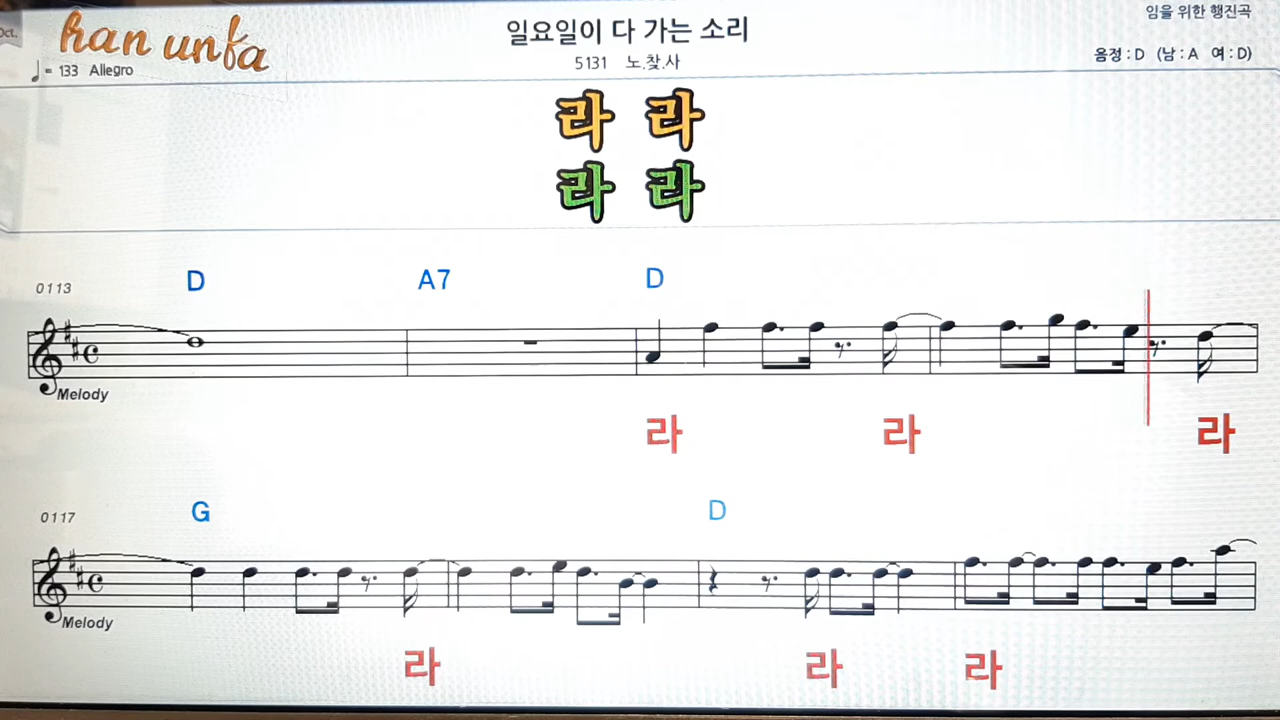 Oct.
han unfa
일요일이 다 가는 소리
임을 위한 행진곡
♩= 133 Allegro
5131 노.찾.사
음정 : D (남 : A 여 : D)
라 라
라 라
0113
D A7 D
Melody
라 라 라
0117
G D
Melody
라 라 라